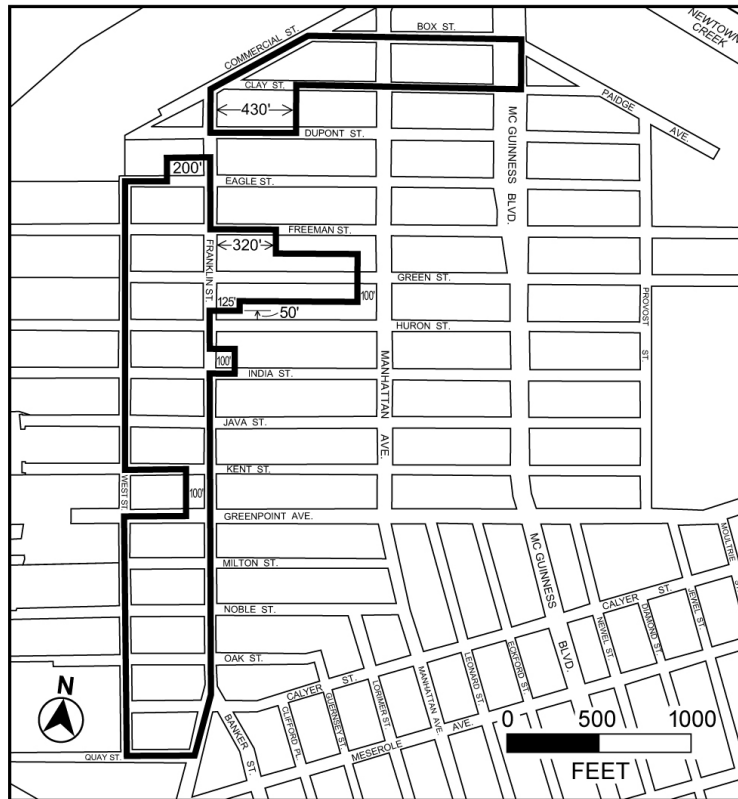 BOX ST.
COMMERCIAL ST.
NEWTOWN
CREEK
CLAY ST.
430'
PAIDGE
AVE.
DUPONT ST.
MC GUINNESS BLVD.
200'
EAGLE ST.
FREEMAN ST.
320'
FRANKLIN ST.
GREEN ST.
100'
125'
50'
PROVOST ST.
HURON ST.
100'
INDIA ST.
MANHATTAN AVE.
JAVA ST.
KENT ST.
WEST ST.
100'
GREENPOINT AVE.
MOULTRIE
MC GUINNESS BLVD.
MILTON ST.
CALYER ST.
NOBLE ST.
NEWEL ST.
DIAMOND ST.
JEWEL ST.
OAK ST.
ECKFORD ST.
LEONARD ST.
MANHATTAN AVE.
CALYER ST.
LORIMER ST.
GUERNSEY ST.
CLIFFORD PL.
BANKER ST.
MESEROLE AVE.
N
QUAY ST.
0 500 1000
FEET